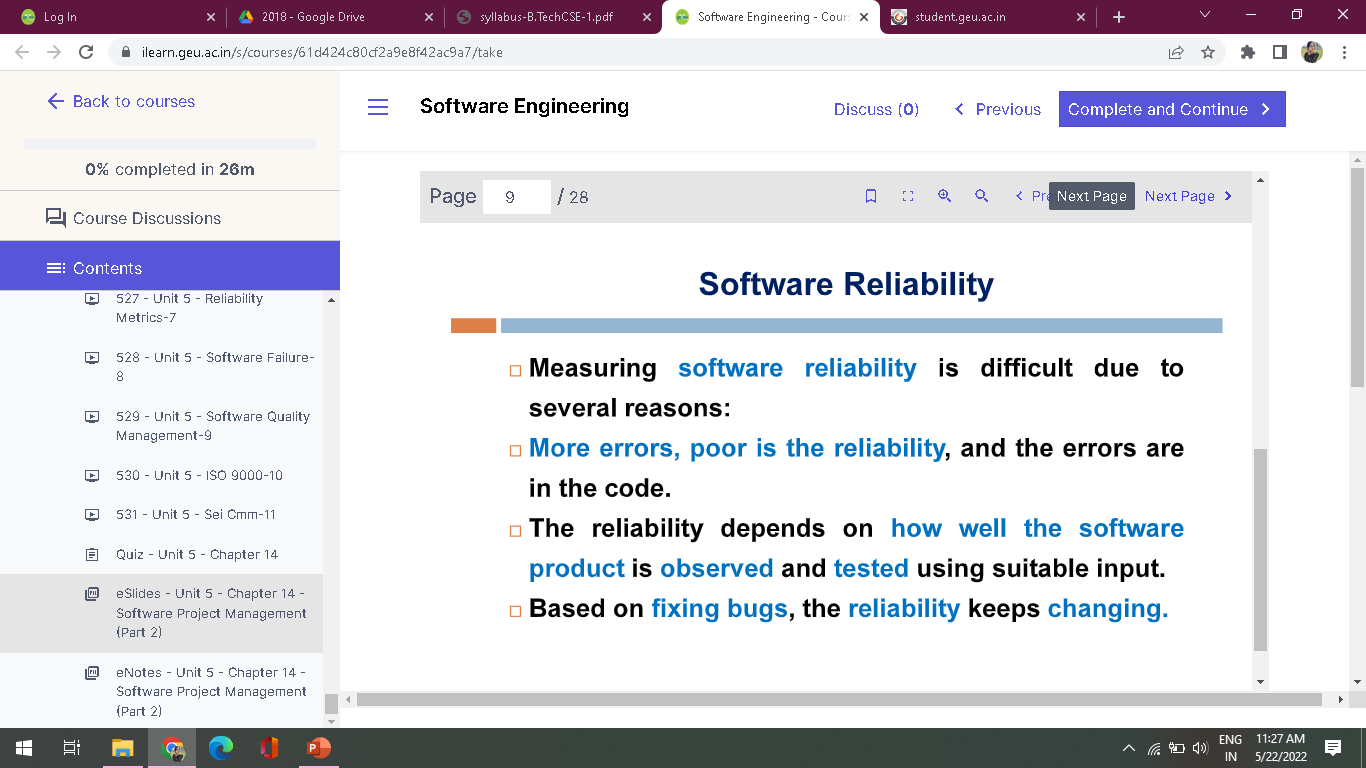 Log In
2018 - Google Drive
syllabus-B.TechCSE-1.pdf
Software Engineering - Cour
student.geu.ac.in
ilearn.geu.ac.in/s/courses/61d424c80cf2a9e8f42ac9a7/take
Back to courses
0% completed in 26m
Course Discussions
Contents
527 - Unit 5 - Reliability
Metrics-7
528 - Unit 5 - Software Failure-
8
529 - Unit 5 - Software Quality
Management-9
530 - Unit 5 - ISO 9000-10
531 - Unit 5 - Sei Cmm-11
Quiz - Unit 5 - Chapter 14
eSlides - Unit 5 - Chapter 14 -
Software Project Management
(Part 2)
eNotes - Unit 5 - Chapter 14 -
Software Project Management
(Part 2)
Software Engineering
Discuss (0)
Previous
Complete and Continue
Page 9 / 28
Pre
Next Page
Next Page
Software Reliability
Measuring software reliability is difficult due to
several reasons:
More errors, poor is the reliability, and the errors are
in the code.
The reliability depends on how well the software
product is observed and tested using suitable input.
Based on fixing bugs, the reliability keeps changing.
ENG
IN
11:27 AM
5/22/2022